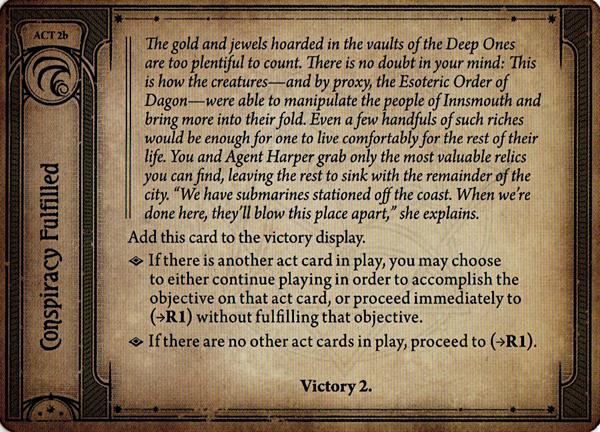 ACT 2b
Conspiracy Fulfilled
The gold and jewels hoarded in the vaults of the Deep Ones
are too plentiful to count. There is no doubt in your mind: This
is how the creatures—and by proxy, the Esoteric Order of
Dagon—were able to manipulate the people of Innsmouth and
bring more into their fold. Even a few handfuls of such riches
would be enough for one to live comfortably for the rest of their
life. You and Agent Harper grab only the most valuable relics
you can find, leaving the rest to sink with the remainder of the
city. “We have submarines stationed off the coast. When we’re
done here, they’ll blow this place apart,” she explains.
Add this card to the victory display.
If there is another act card in play, you may choose
to either continue playing in order to accomplish the
objective on that act card, or proceed immediately to
(→R1) without fulfilling that objective.
If there are no other act cards in play, proceed to (→R1).
Victory 2.